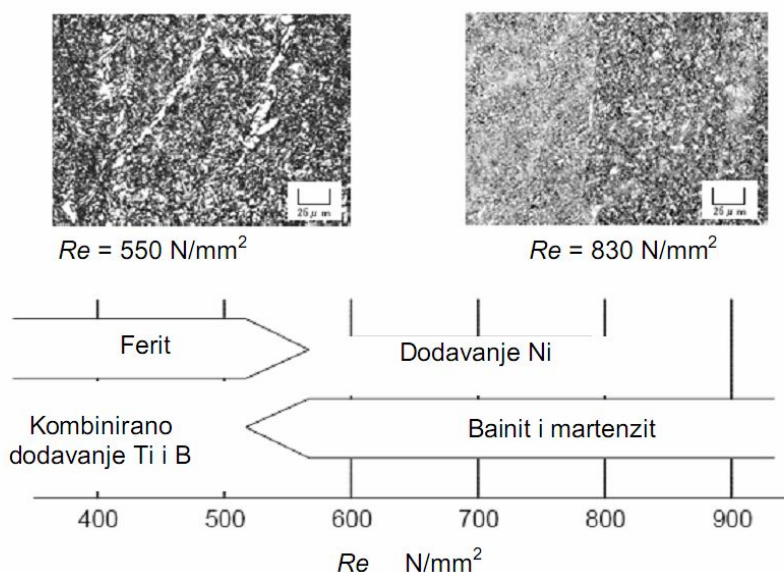 25 μm
25 μm
Re = 550 N/mm²
Re = 830 N/mm²
Ferit
Dodavanje Ni
Kombinirano
dodavanje Ti i B
Bainit i martenzit
400 500 600 700 800 900
Re N/mm²